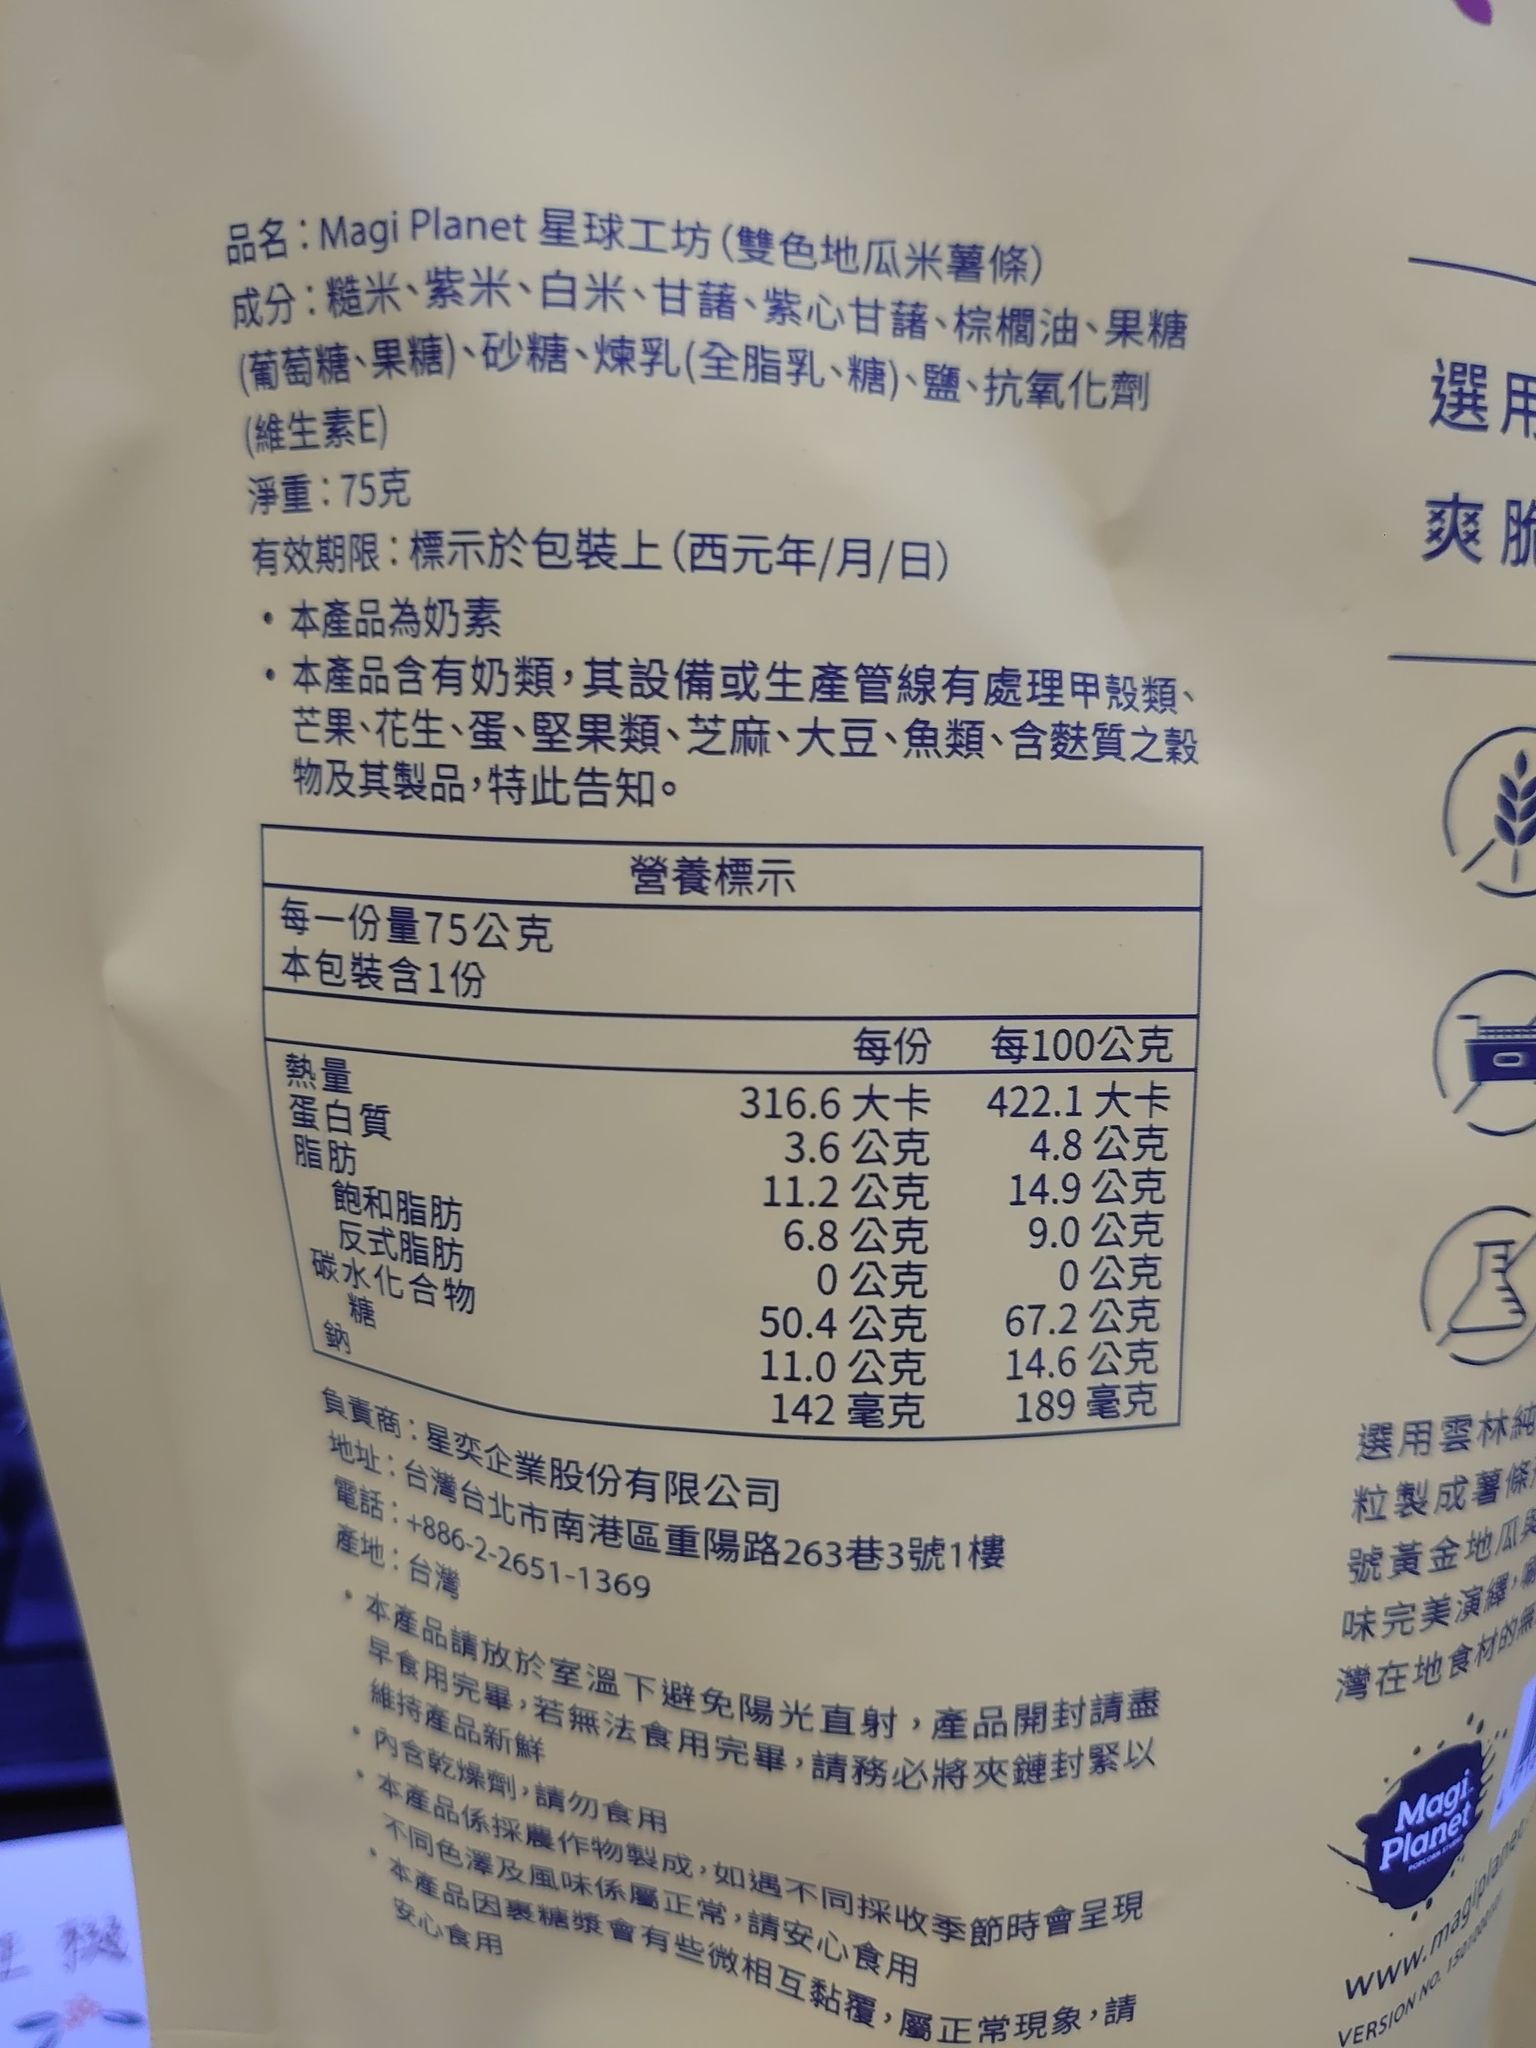 品名：Magi Planet 星球工坊（雙色地瓜米薯條）
成分：糙米、紫米、白米、甘藷、紫心甘藷、棕櫚油、果糖
(葡萄糖、果糖)、砂糖、煉乳(全脂乳、糖)、鹽、抗氧化劑
(維生素E)
淨重：75克
有效期限：標示於包裝上（西元年/月/日）
・本產品為奶素
・本產品含有奶類，其設備或生產管線有處理甲殼類、
芒果、花生、蛋、堅果類、芝麻、大豆、魚類、含麩質之穀
物及其製品，特此告知。
營養標示
每一份量75公克
本包裝含1份
每份 每100公克
熱量 316.6 大卡 422.1 大卡
蛋白質 3.6 公克 4.8 公克
脂肪 11.2 公克 14.9 公克
飽和脂肪 6.8 公克 9.0 公克
反式脂肪 0 公克 0 公克
碳水化合物 50.4 公克 67.2 公克
糖 11.0 公克 14.6 公克
鈉 142 毫克 189 毫克
負責商：星奕企業股份有限公司
地址：台灣台北市南港區重陽路263巷3號1樓
電話：+886-2-2651-1369
產地：台灣
・本產品請放於室溫下避免陽光直射，產品開封請盡
早食用完畢，若無法食用完畢，請務必將夾鏈封緊以
維持產品新鮮
・內含乾燥劑，請勿食用
・本產品係採農作物製成，如遇不同採收季節時會呈現
不同色澤及風味係屬正常，請安心食用
・本產品因裹糖漿會有些微相互黏覆，屬正常現象，請
安心食用
選用
爽脆
選用雲林純
粒製成薯條
號黃金地瓜與
味完美演繹，
灣在地食材的無
Magi
Planet
www.magiplanet
VERSION NO.